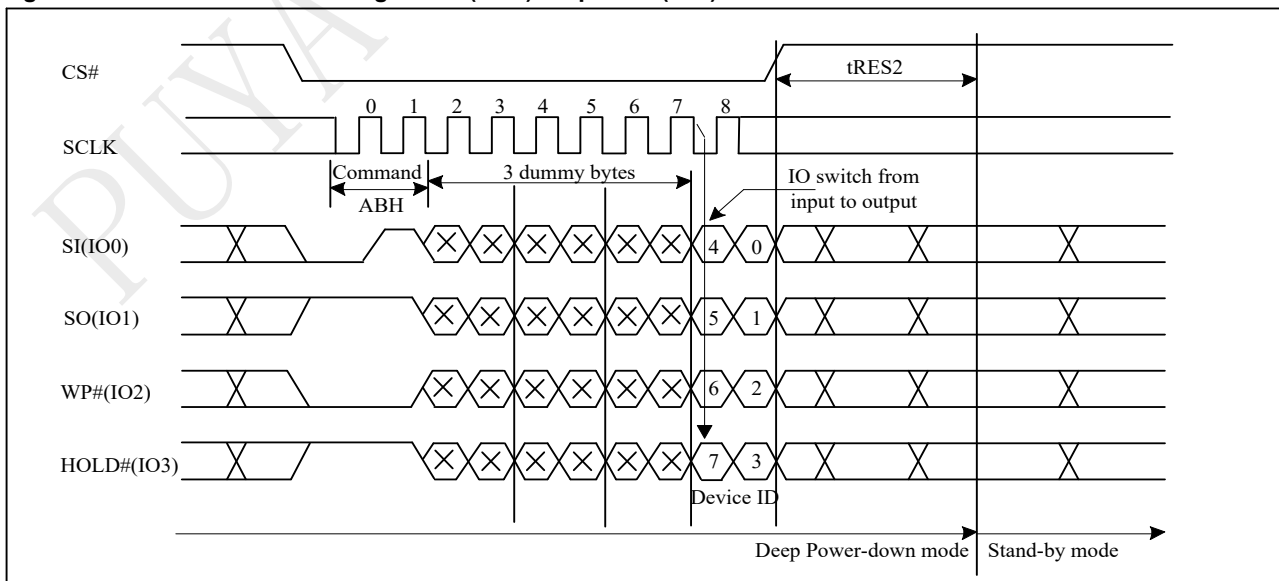 PUYA
CS#
tRES2
0 1 2 3 4 5 6 7 8
SCLK
Command
ABH
3 dummy bytes
IO switch from
input to output
SI(IO0)
4 0
SO(IO1)
5 1
WP#(IO2)
6 2
HOLD#(IO3)
7 3
Device ID
Deep Power-down mode
Stand-by mode